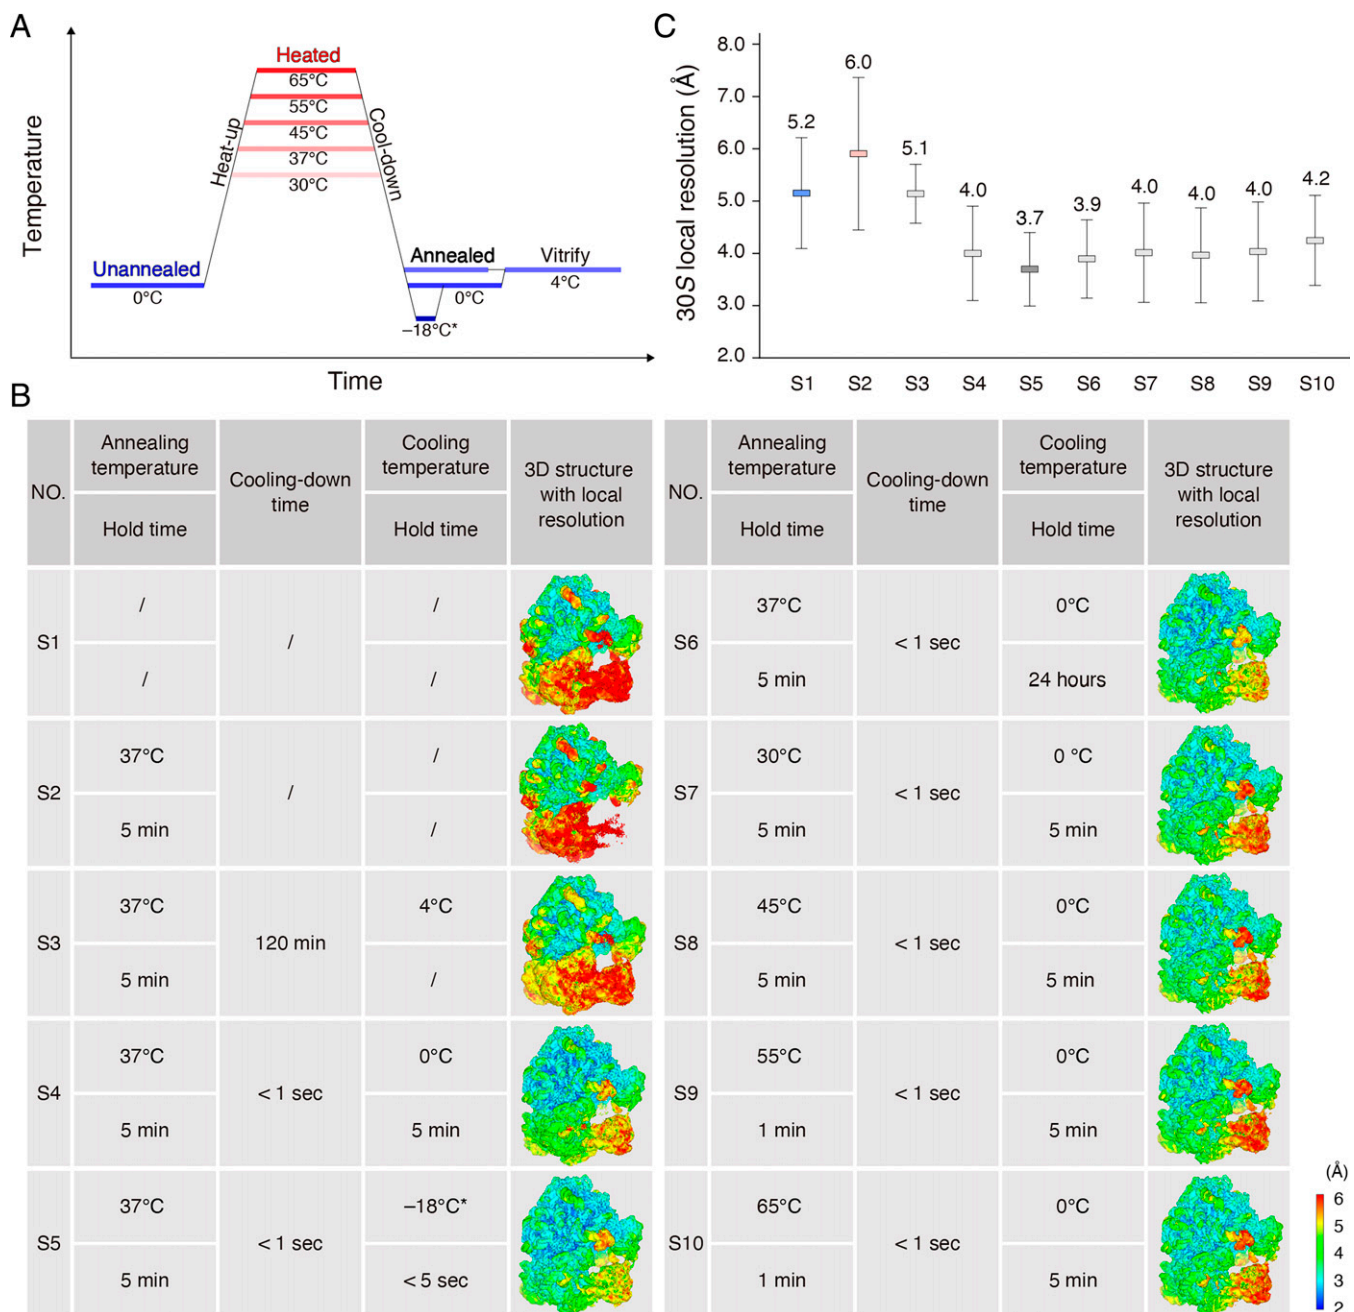 A
Temperature
Heated
65°C
55°C
45°C
37°C
30°C
Heat-up
Cool-down
Unannealed
0°C
Annealed
0°C
–18°C*
Vitrify
4°C
Time
C
30S local resolution (Å)
8.0
7.0
6.0
5.0
4.0
3.0
2.0
5.2
6.0
5.1
4.0
3.7
3.9
4.0
4.0
4.0
4.2
S1 S2 S3 S4 S5 S6 S7 S8 S9 S10
B
NO.
Annealing
temperature
Hold time
Cooling-down
time
Cooling
temperature
Hold time
3D structure
with local
resolution
S1
/
/
/
/
/
S2
37°C
5 min
/
/
/
S3
37°C
5 min
120 min
4°C
/
S4
37°C
5 min
< 1 sec
0°C
5 min
S5
37°C
5 min
< 1 sec
–18°C*
< 5 sec
NO.
Annealing
temperature
Hold time
Cooling-down
time
Cooling
temperature
Hold time
3D structure
with local
resolution
S6
37°C
5 min
< 1 sec
0°C
24 hours
S7
30°C
5 min
< 1 sec
0 °C
5 min
S8
45°C
5 min
< 1 sec
0°C
5 min
S9
55°C
1 min
< 1 sec
0°C
5 min
S10
65°C
1 min
< 1 sec
0°C
5 min
(Å)
6
5
4
3
2